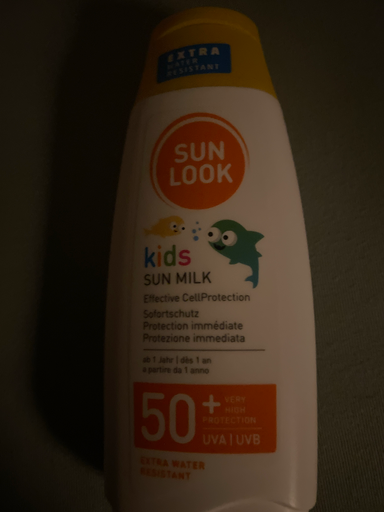 EXTRA
WATER
RESISTANT
SUN
LOOK
kids
SUN MILK
Effective CellProtection
Sofortschutz
Protection immédiate
Protezione immediata
ab 1 Jahr | dès 1 an
a partire da 1 anno
50+
VERY
HIGH
PROTECTION
UVA | UVB
EXTRA WATER
RESISTANT